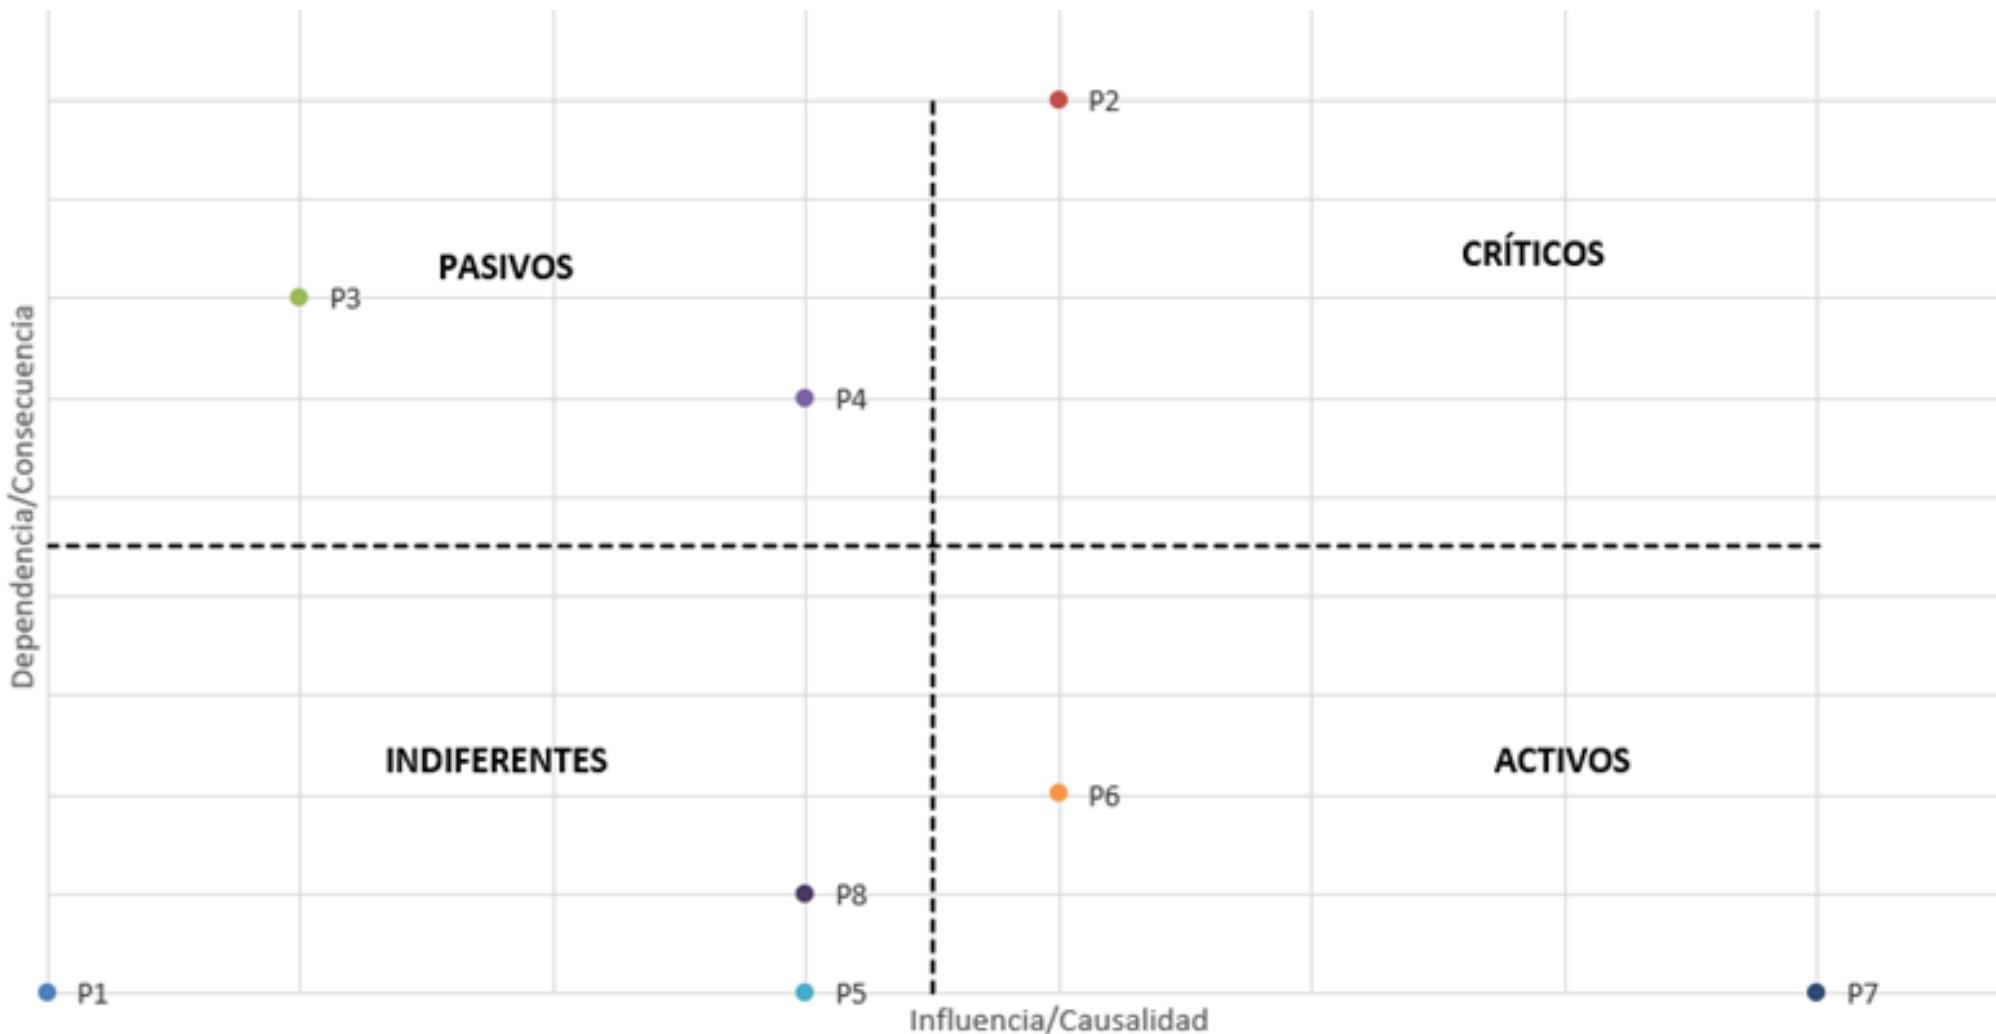 P2
PASIVOS
CRÍTICOS
P3
P4
Dependencia/Consecuencia
INDIFERENTES
ACTIVOS
P6
P8
P1
P5
P7
Influencia/Causalidad